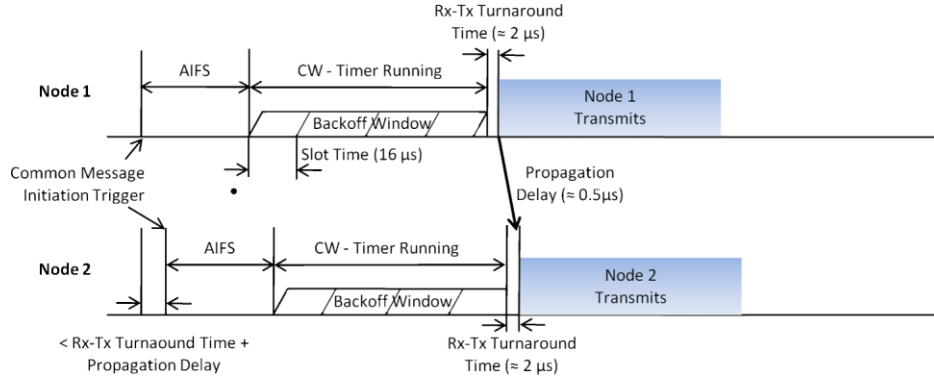 Rx-Tx Turnaround
Time (≈ 2 µs)
AIFS
CW - Timer Running
Node 1
Node 1
Transmits
Backoff Window
Slot Time (16 µs)
Common Message
Initiation Trigger
Propagation
Delay (≈ 0.5µs)
AIFS
CW - Timer Running
Node 2
Node 2
Transmits
Backoff Window
< Rx-Tx Turnaound Time +
Propagation Delay
Rx-Tx Turnaround
Time (≈ 2 µs)